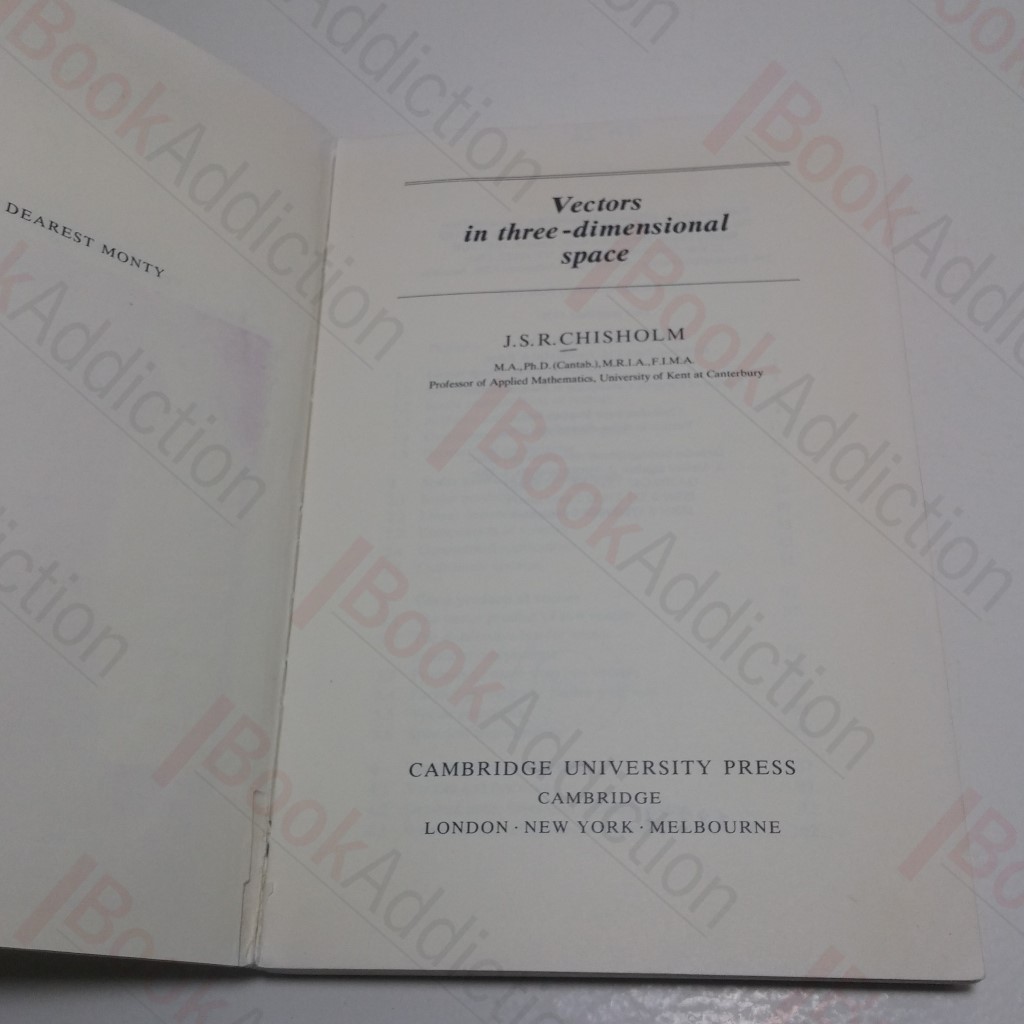 DEAREST MONTY
Vectors
in three-dimensional
space
J.S.R.CHISHOLM
M.A., Ph.D. (Cantab.), M.R.I.A., F.I.M.A.
Professor of Applied Mathematics, University of Kent at Canterbury
CAMBRIDGE UNIVERSITY PRESS
CAMBRIDGE
LONDON · NEW YORK · MELBOURNE
BookAddiction